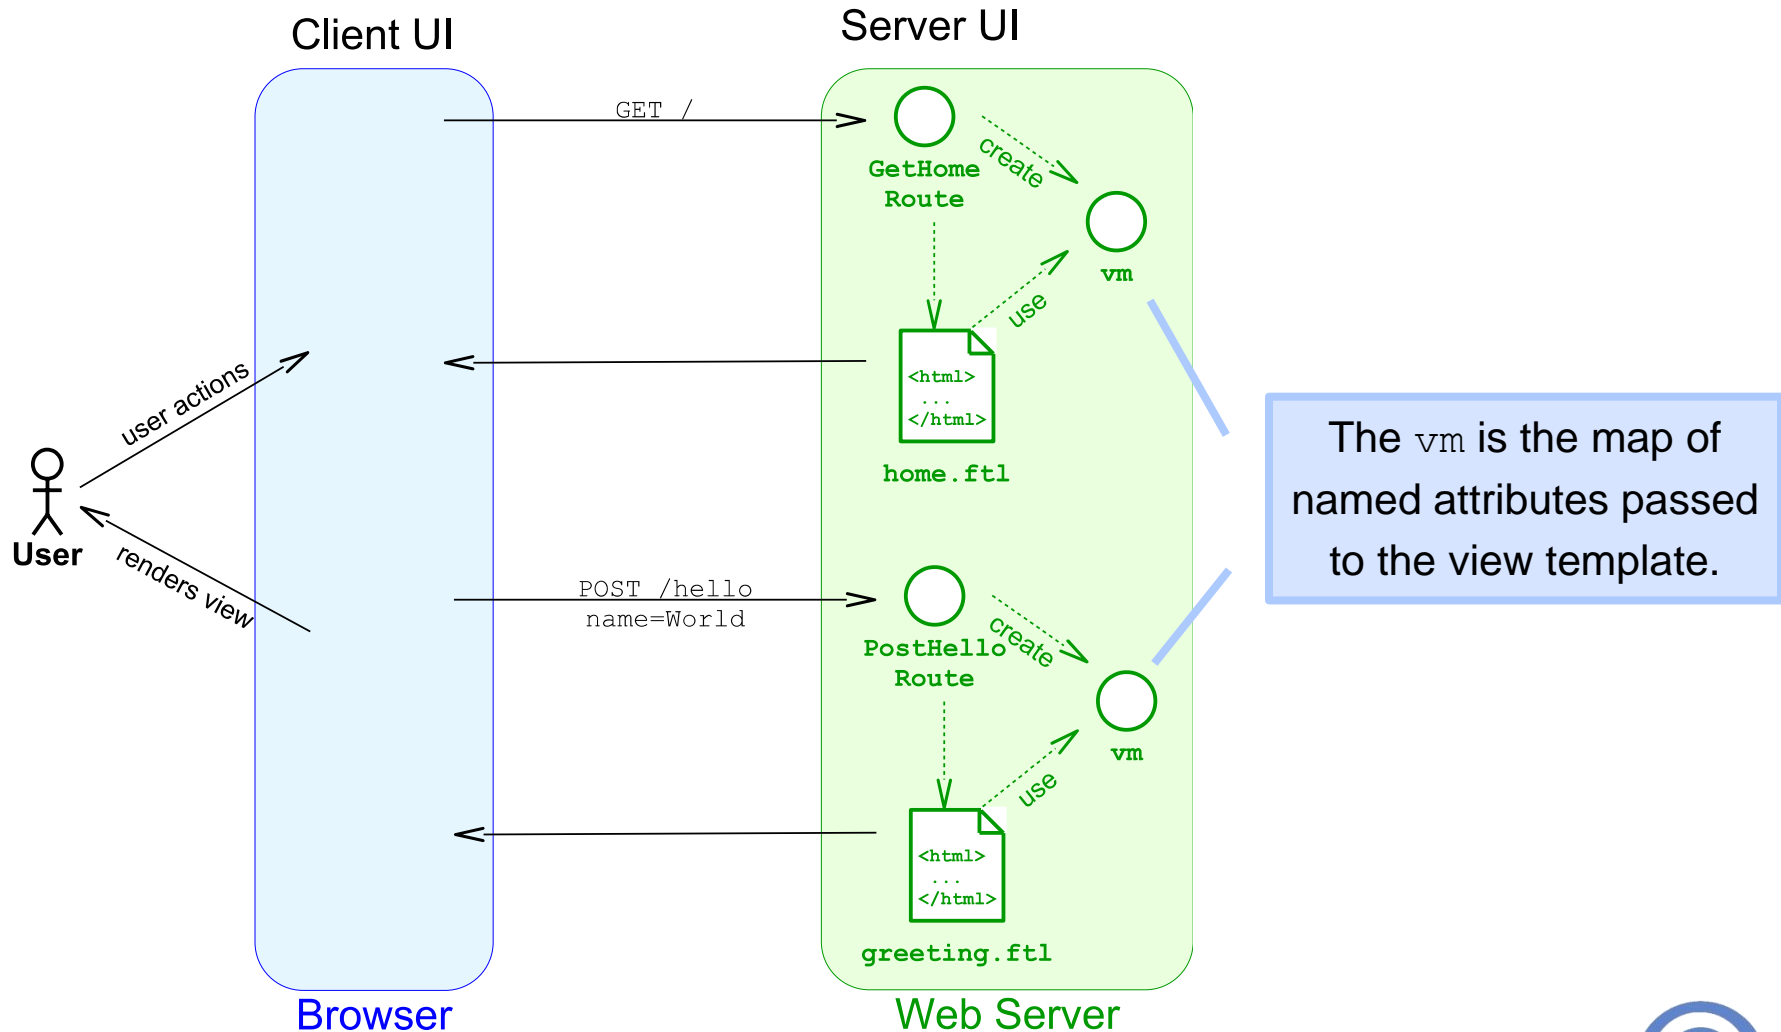 Client UI
Server UI
GET /
GetHome
Route
create
vm
use
<html>
...
</html>
home.ftl
user actions
User
renders view
The vm is the map of
named attributes passed
to the view template.
POST /hello
name=World
PostHello
Route
create
vm
use
<html>
...
</html>
greeting.ftl
Browser
Web Server